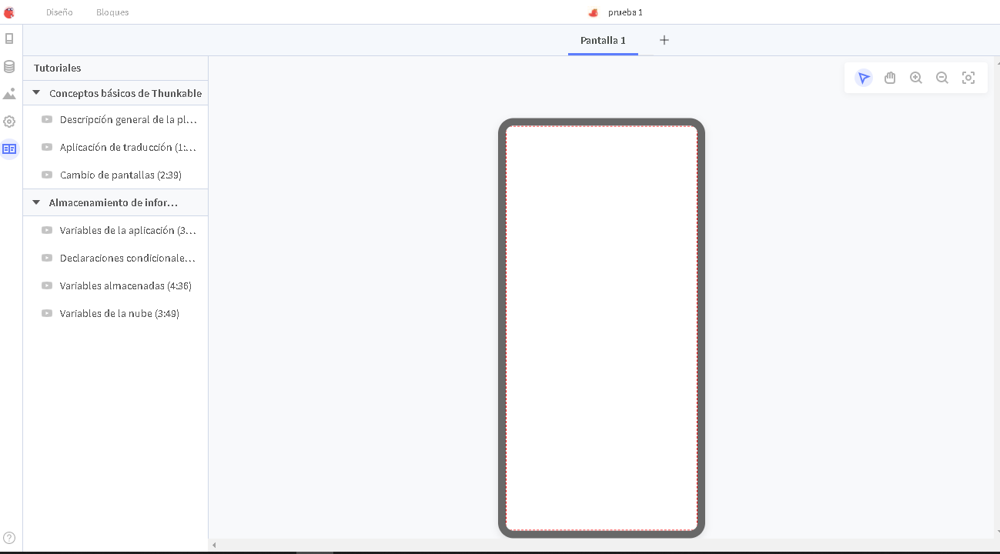 Diseño
Bloques
prueba 1
Pantalla 1
Tutoriales
Conceptos básicos de Thunkable
Descripción general de la pl...
Aplicación de traducción (1:...
Cambio de pantallas (2:39)
Almacenamiento de infor...
Variables de la aplicación (3...
Declaraciones condicionale...
Variables almacenadas (4:36)
Variables de la nube (3:49)